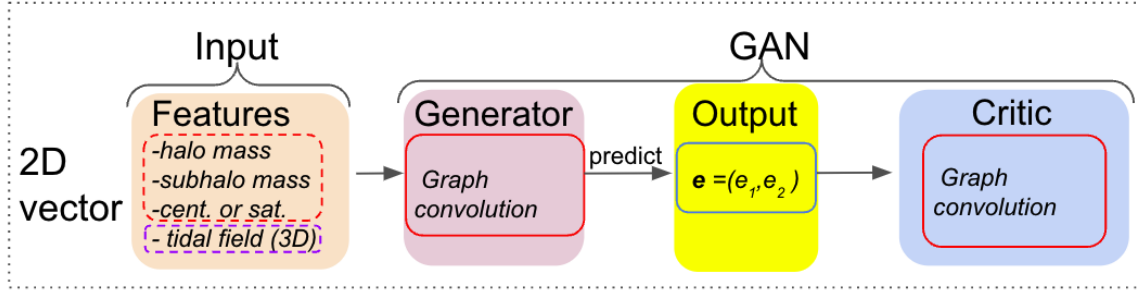 Input
GAN
2D
vector
Features
-halo mass
-subhalo mass
-cent. or sat.
- tidal field (3D)
Generator
Graph
convolution
predict
Output
e =(e₁,e₂ )
Critic
Graph
convolution